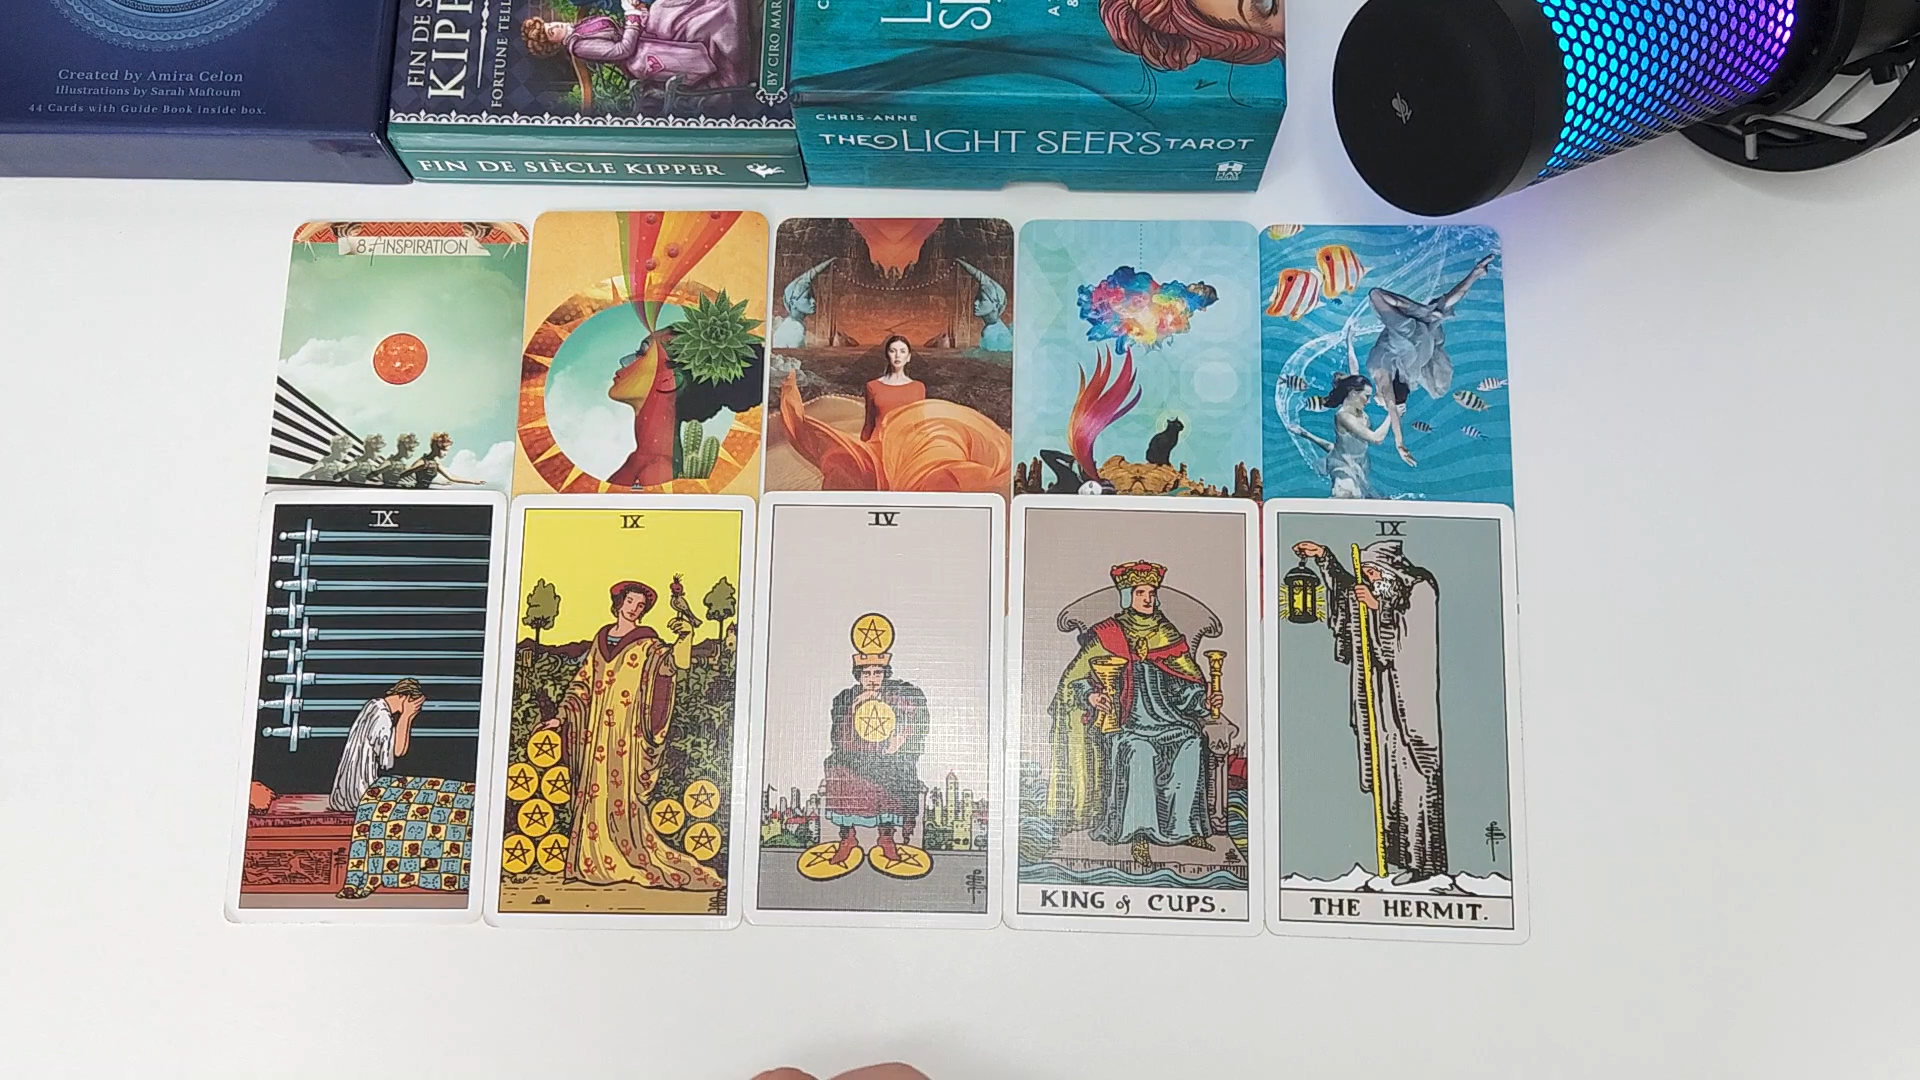 Created by Amira Celon
Illustrations by Sarah Maftoum
44 Cards with Guide Book inside box.
FIN DE S
KIPP
FORTUNE TELL
BY CIRO MAR
FIN DE SIÈCLE KIPPER
CHRIS-ANNE
THE LIGHT SEER'S TAROT
HAY
8. INSPIRATION
IX
IX
IV
KING of CUPS.
IX
THE HERMIT.